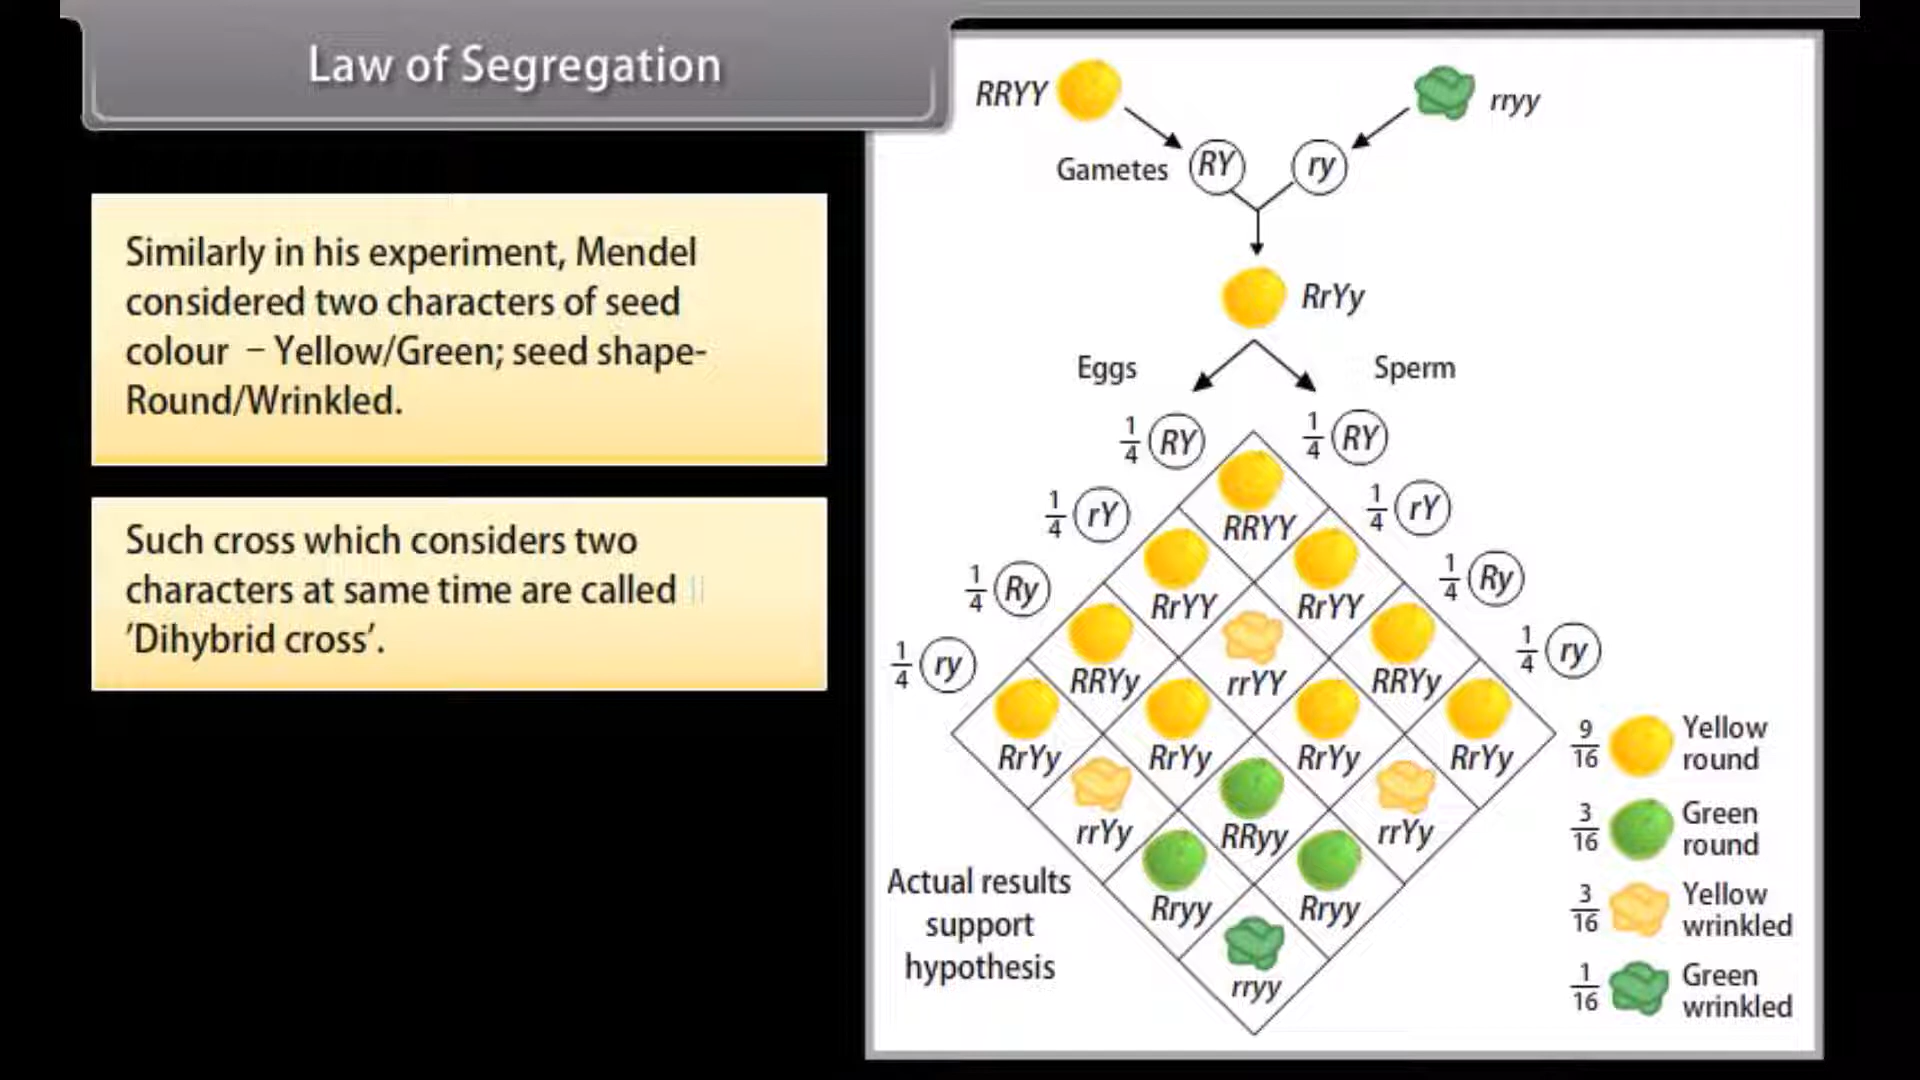 Law of Segregation
Similarly in his experiment, Mendel
considered two characters of seed
colour – Yellow/Green; seed shape-
Round/Wrinkled.
Such cross which considers two
characters at same time are called
'Dihybrid cross'.
RRYY
rryy
Gametes RY ry
RrYy
Eggs Sperm
1/4 RY 1/4 RY
1/4 rY 1/4 rY
1/4 Ry 1/4 Ry
1/4 ry 1/4 ry
RRYY
RrYY RrYY
RRYy rrYY RRYy
RrYy RrYy RrYy RrYy
rrYy RRyy rrYy
Rryy Rryy
rryy
Actual results
support
hypothesis
9/16 Yellow
round
3/16 Green
round
3/16 Yellow
wrinkled
1/16 Green
wrinkled